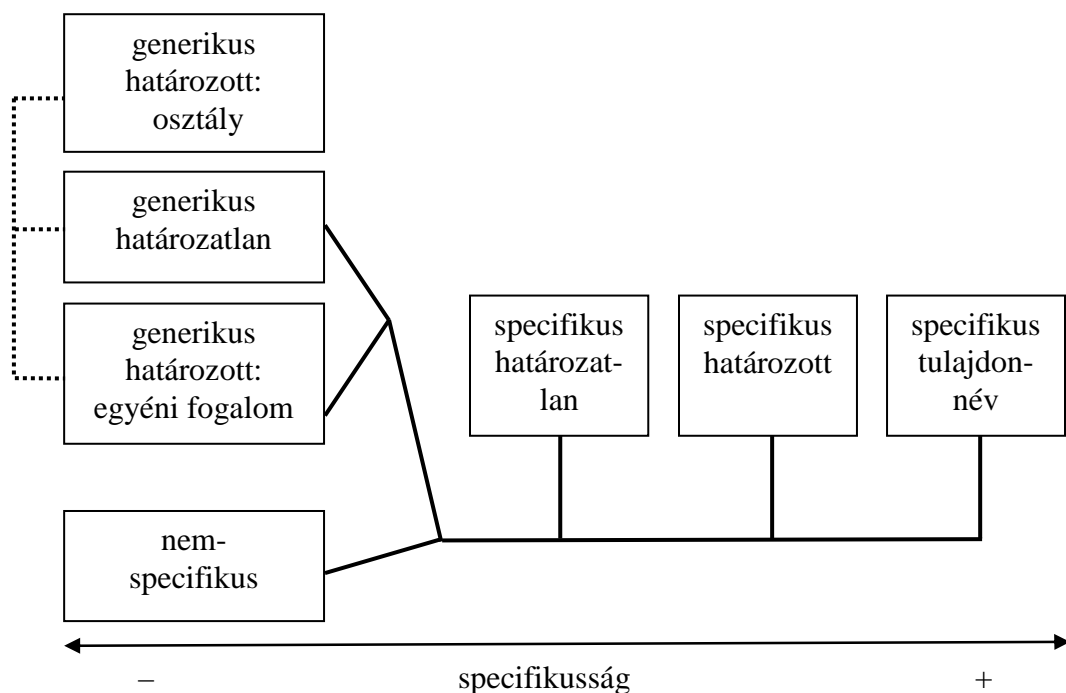 generikus
határozott:
osztály
generikus
határozatlan
generikus
határozott:
egyéni fogalom
nem-
specifikus
specifikus
határozat-
lan
specifikus
határozott
specifikus
tulajdon-
név
– specifikusság +